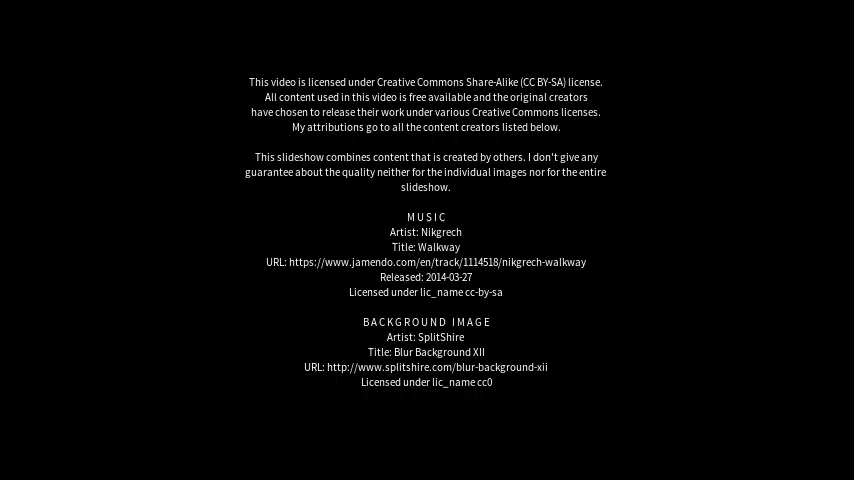 This video is licensed under Creative Commons Share-Alike (CC BY-SA) license.
All content used in this video is free available and the original creators
have chosen to release their work under various Creative Commons licenses.
My attributions go to all the content creators listed below.
This slideshow combines content that is created by others. I don't give any
guarantee about the quality neither for the individual images nor for the entire
slideshow.
M U S I C
Artist: Nikgrech
Title: Walkway
URL: https://www.jamendo.com/en/track/1114518/nikgrech-walkway
Released: 2014-03-27
Licensed under lic_name cc-by-sa
B A C K G R O U N D  I M A G E
Artist: SplitShire
Title: Blur Background XII
URL: http://www.splitshire.com/blur-background-xii
Licensed under lic_name cc0